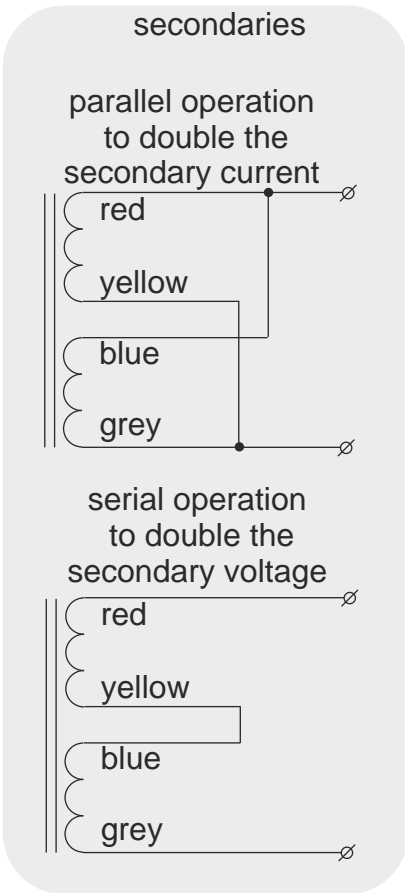 secondaries
parallel operation
to double the
secondary current
red
yellow
blue
grey
serial operation
to double the
secondary voltage
red
yellow
blue
grey